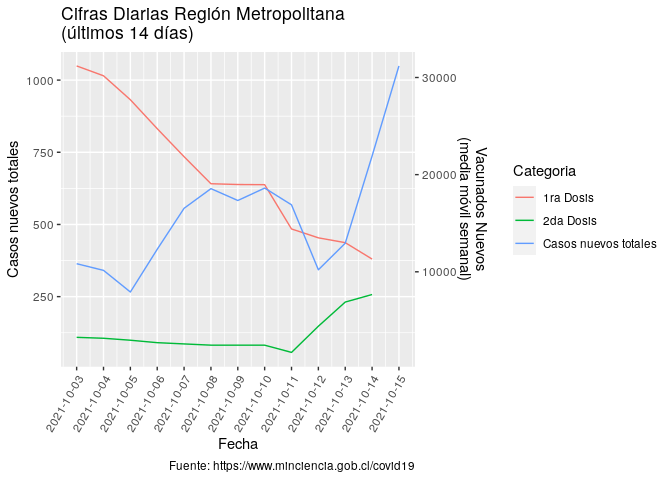 Cifras Diarias Región Metropolitana
(últimos 14 días)
Casos nuevos totales
1000
750
500
250
30000
20000
10000
Vacunados Nuevos
(media móvil semanal)
2021-10-03
2021-10-04
2021-10-05
2021-10-06
2021-10-07
2021-10-08
2021-10-09
2021-10-10
2021-10-11
2021-10-12
2021-10-13
2021-10-14
2021-10-15
Fecha
Categoria
1ra Dosis
2da Dosis
Casos nuevos totales
Fuente: https://www.minciencia.gob.cl/covid19